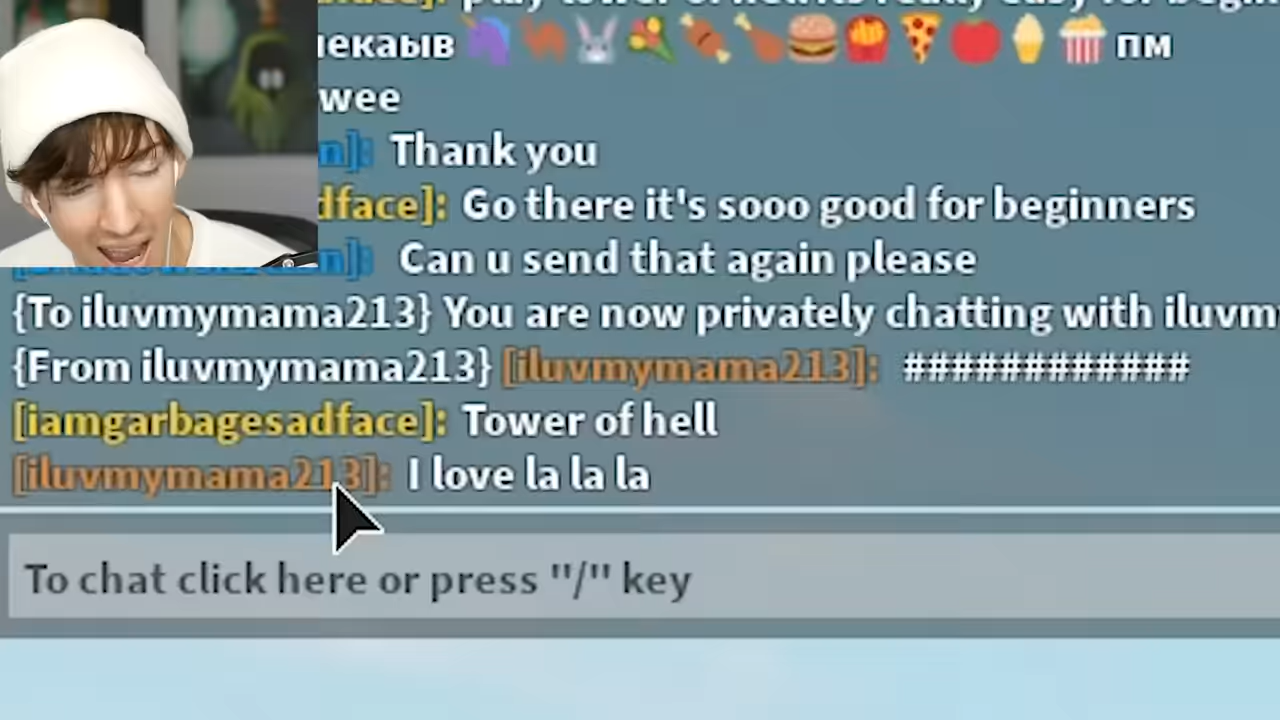 пекаыв 🦄🐪🐰💐🍖🍗🍔🍟🍕🍎🍦🍿 пм
wee
Thank you
dface]: Go there it's sooo good for beginners
Can u send that again please
{To iluvmymama213} You are now privately chatting with iluvm
{From iluvmymama213} [iluvmymama213]: ############
[iamgarbagesadface]: Tower of hell
[iluvmymama213]: I love la la la
To chat click here or press "/" key